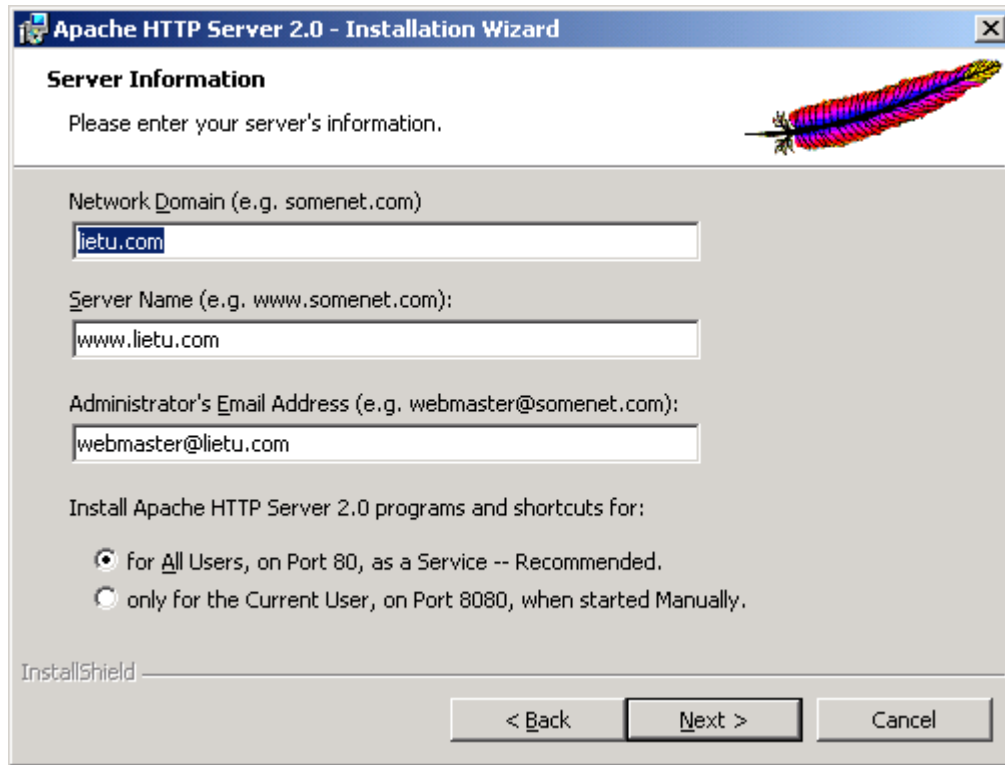 Apache HTTP Server 2.0 - Installation Wizard
Server Information
Please enter your server's information.
Network Domain (e.g. somenet.com)
lietu.com
Server Name (e.g. www.somenet.com):
www.lietu.com
Administrator's Email Address (e.g. webmaster@somenet.com):
webmaster@lietu.com
Install Apache HTTP Server 2.0 programs and shortcuts for:
for All Users, on Port 80, as a Service -- Recommended.
only for the Current User, on Port 8080, when started Manually.
InstallShield
< Back Next > Cancel